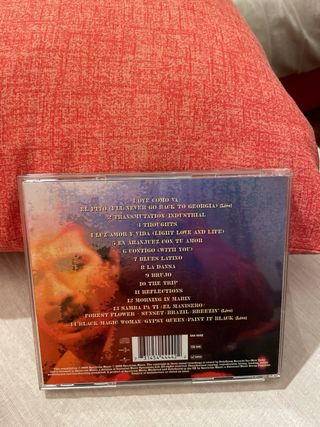 1 OYE COMO VA/
EL PITO (I'LL NEVER GO BACK TO GEORGIA) (Live)
2 TRANSMUTATION/INDUSTRIAL
3 THOUGHTS
4 LUZ AMOR Y VIDA (LIGHT LOVE AND LIFE)
5 EN ARANJUEZ CON TU AMOR
6 CONTIGO (WITH YOU)
7 BLUES LATINO
8 LA DANSA
9 BRUJO
10 THE TRIP
11 REFLECTIONS
12 MORNING IN MARIN
13 SAMBA PA TI (EL MANISERO)/
FOREST FLOWER · SUNSET/BRAZIL/BREEZIN' (Live)
14 BLACK MAGIC WOMAN/GYPSY QUEEN/PAINT IT BLACK (Live)